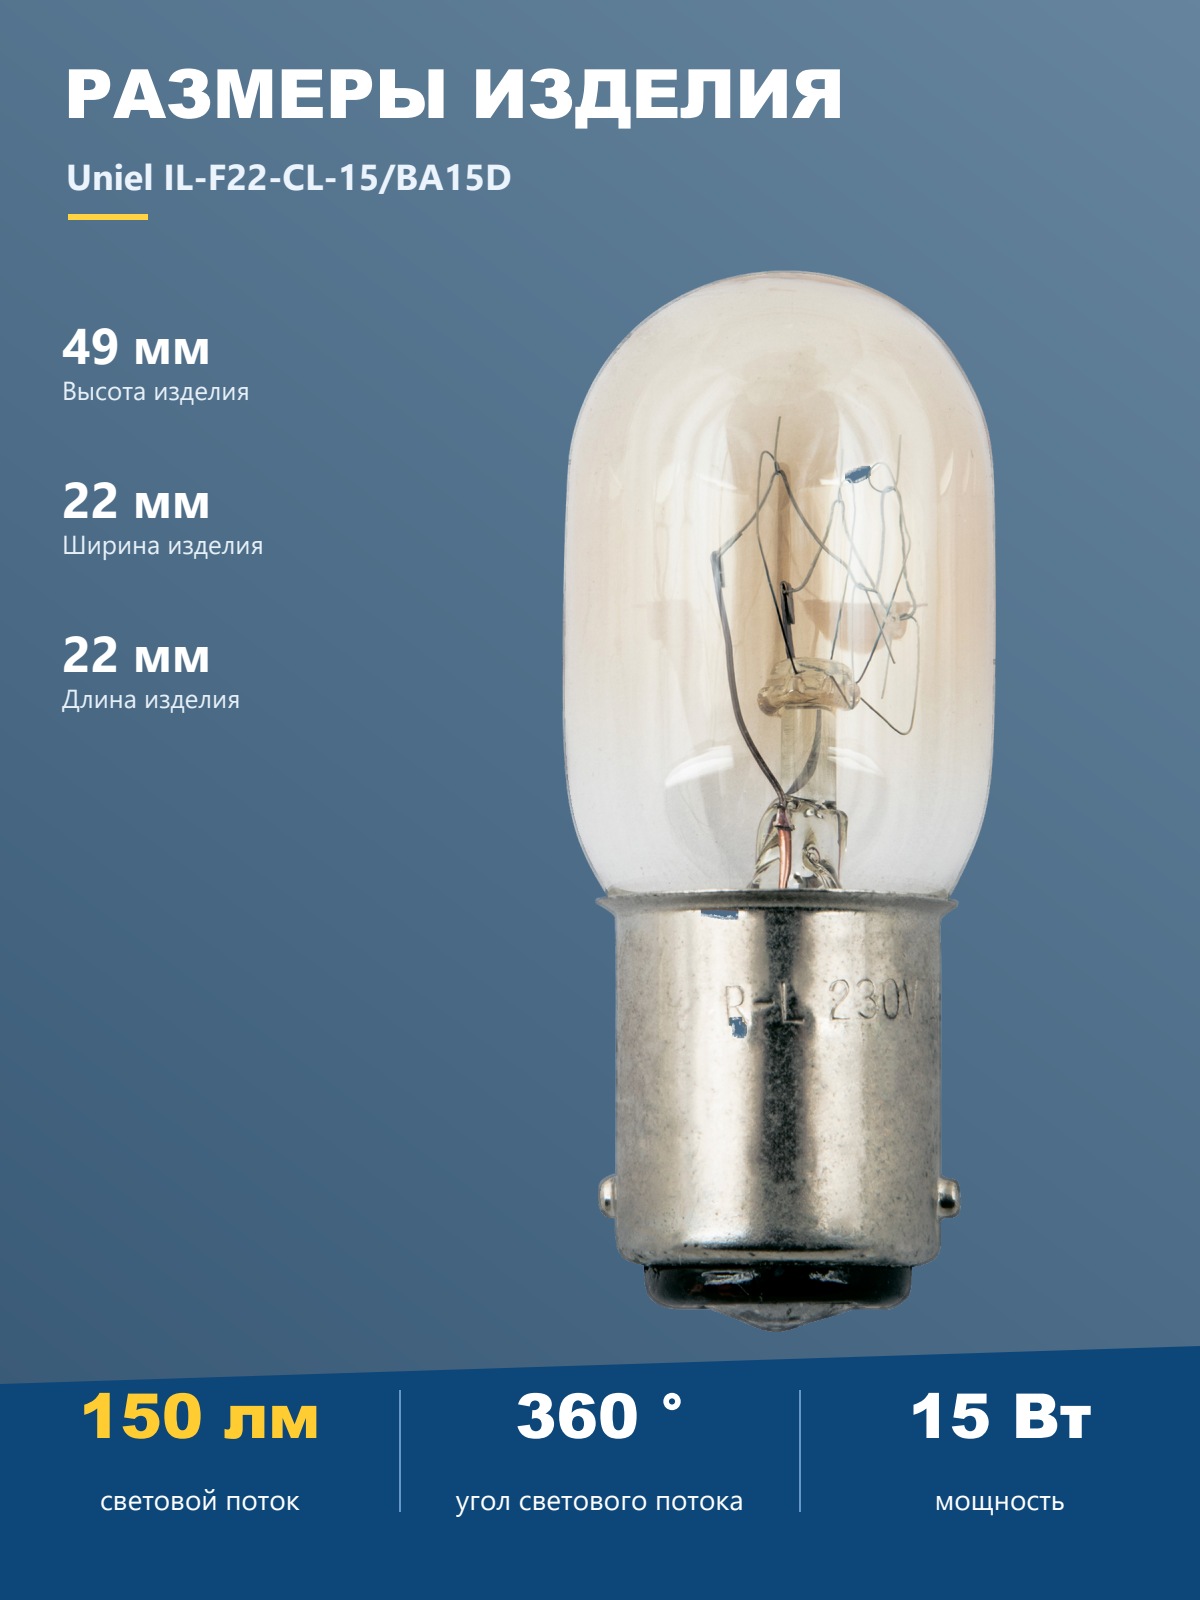 РАЗМЕРЫ ИЗДЕЛИЯ
Uniel IL-F22-CL-15/BA15D
49 мм
Высота изделия
22 мм
Ширина изделия
22 мм
Длина изделия
R-L 230V
150 лм
световой поток
360 °
угол светового потока
15 Вт
мощность